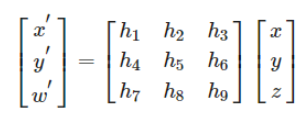 x′ h₁ h₂ h₃ x
y′ = h₄ h₅ h₆ y
w′ h₇ h₈ h₉ z